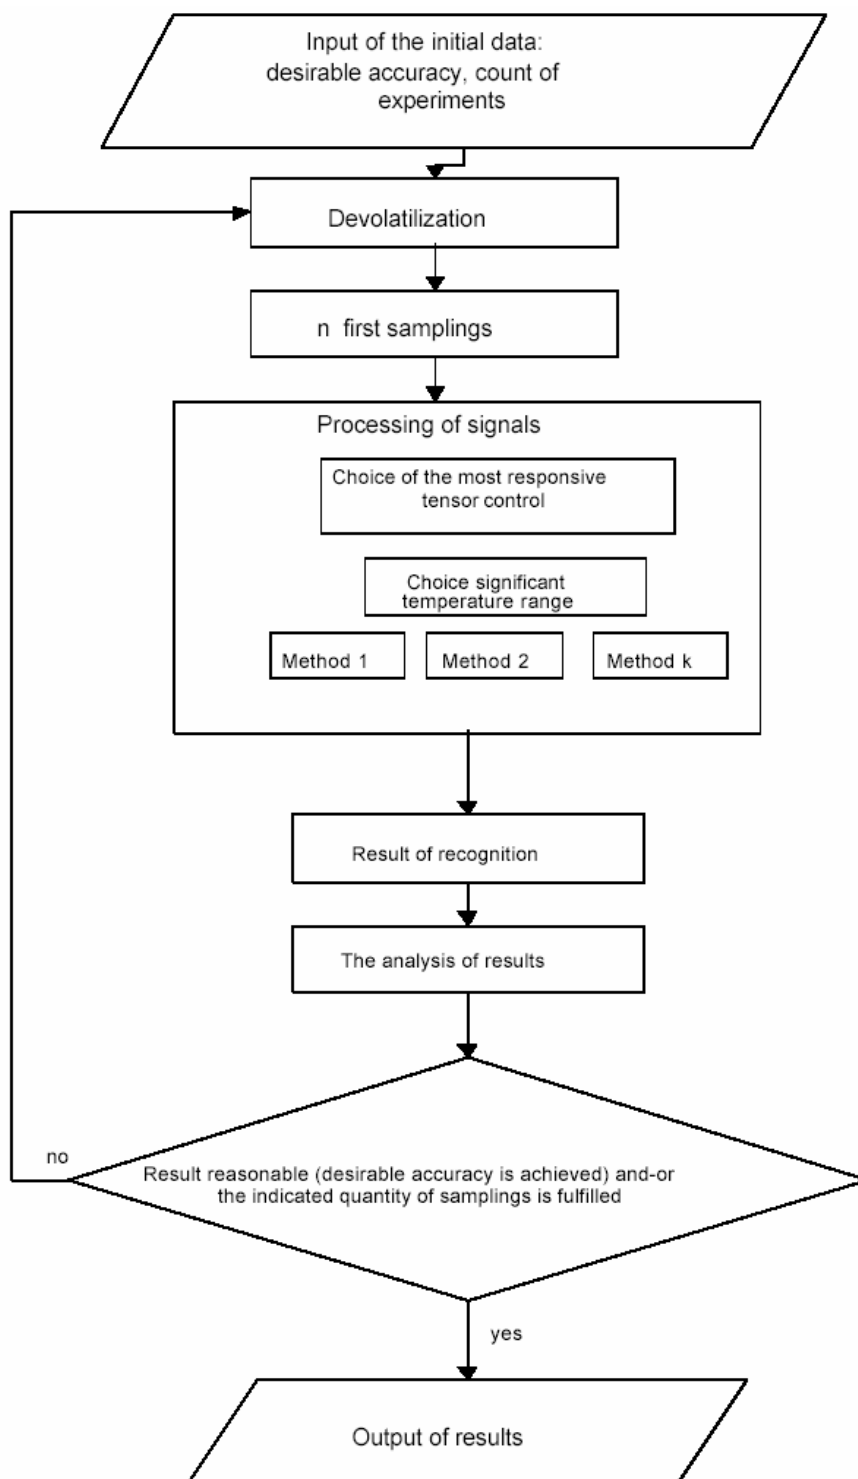 Input of the initial data:
desirable accuracy, count of
experiments
Devolatilization
n first samplings
Processing of signals
Choice of the most responsive
tensor control
Choice significant
temperature range
Method 1
Method 2
Method k
Result of recognition
The analysis of results
no
Result reasonable (desirable accuracy is achieved) and-or
the indicated quantity of samplings is fulfilled
yes
Output of results